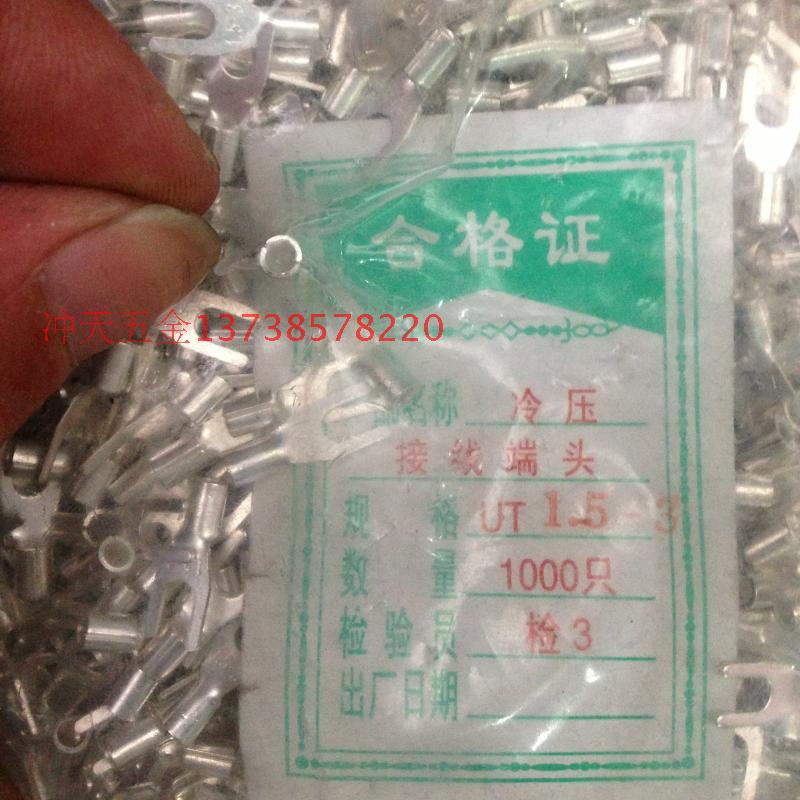 合格证
冲天五金13738578220
品名称 冷压
接线端头
规格 UT 1.5-3
数量 1000只
检验员 检3
出厂日期